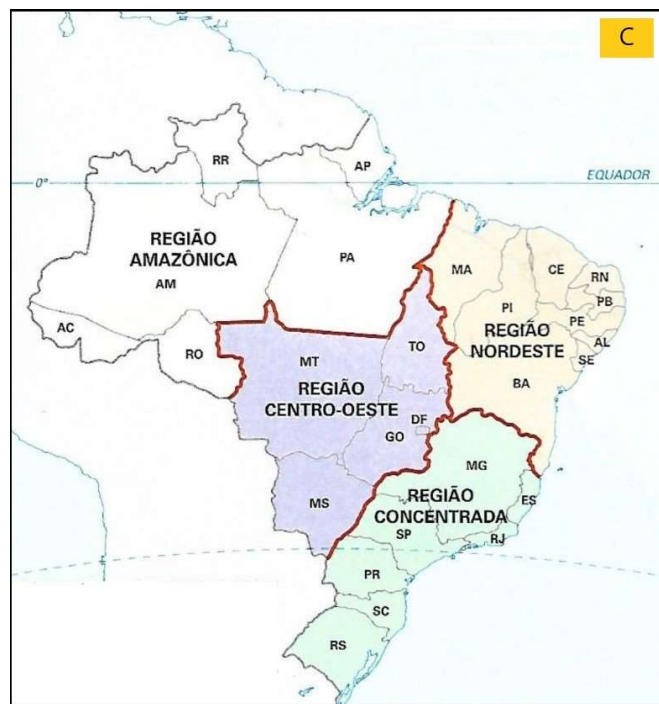 C
RR
AP
0°
EQUADOR
REGIÃO
AMAZÔNICA
AM
PA
MA
CE
RN
PB
PI
PE
AL
SE
REGIÃO
NORDESTE
AC
RO
MT
TO
BA
REGIÃO
CENTRO-OESTE
DF
GO
MG
MS
REGIÃO
CONCENTRADA
ES
SP
RJ
PR
SC
RS